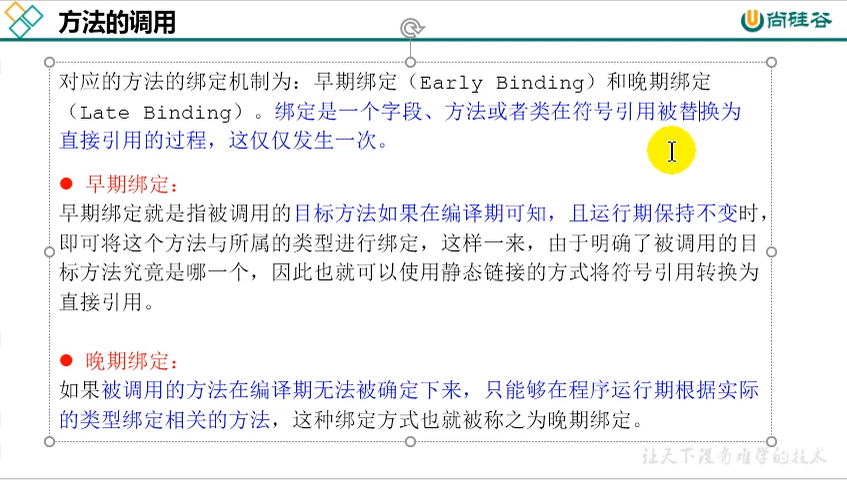 方法的调用
尚硅谷
对应的方法的绑定机制为：早期绑定（Early Binding）和晚期绑定
（Late Binding）。绑定是一个字段、方法或者类在符号引用被替换为
直接引用的过程，这仅仅发生一次。
● 早期绑定：
早期绑定就是指被调用的目标方法如果在编译期可知，且运行期保持不变时，
即可将这个方法与所属的类型进行绑定，这样一来，由于明确了被调用的目
标方法究竟是哪一个，因此也就可以使用静态链接的方式将符号引用转换为
直接引用。
● 晚期绑定：
如果被调用的方法在编译期无法被确定下来，只能够在程序运行期根据实际
的类型绑定相关的方法，这种绑定方式也就被称之为晚期绑定。
让天下没有难学的技术